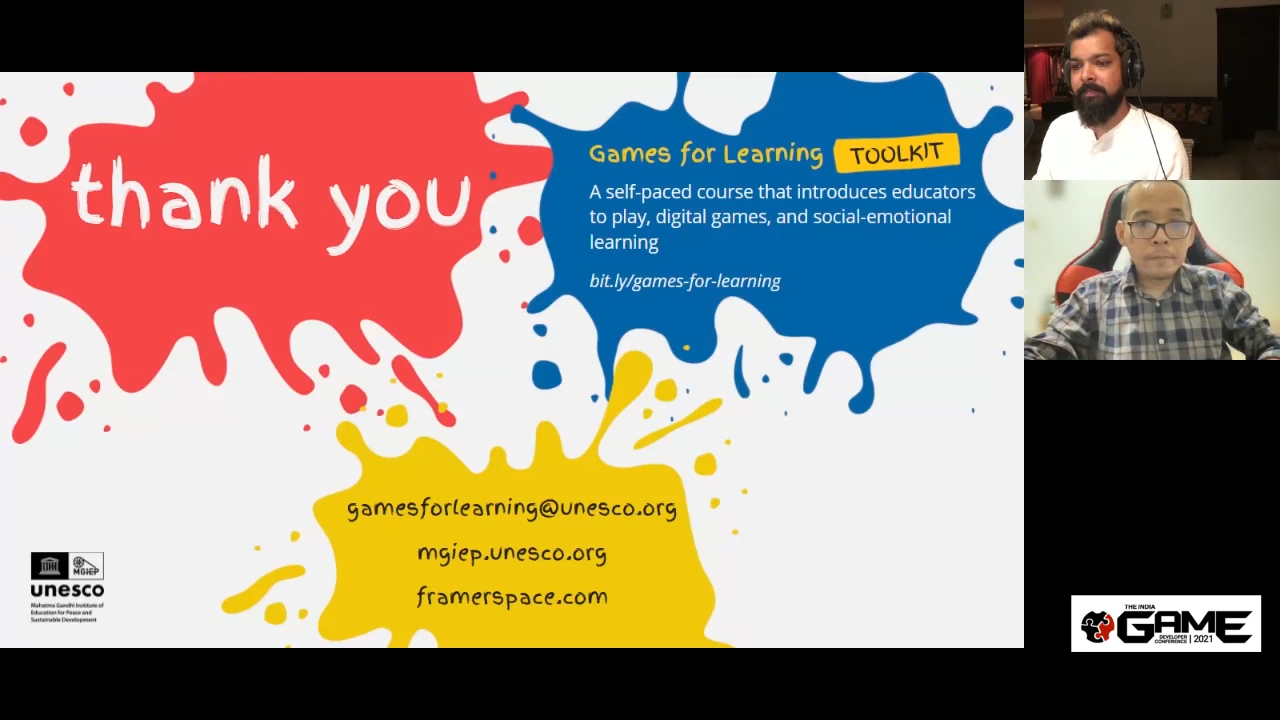 thank you
Games for Learning TOOLKIT
A self-paced course that introduces educators
to play, digital games, and social-emotional
learning
bit.ly/games-for-learning
gamesforlearning@unesco.org
mgiep.unesco.org
framerspace.com
MGIEP
unesco
Mahatma Gandhi Institute of
Education for Peace and
Sustainable Development
THE INDIA
GAME
DEVELOPER
CONFERENCE | 2021